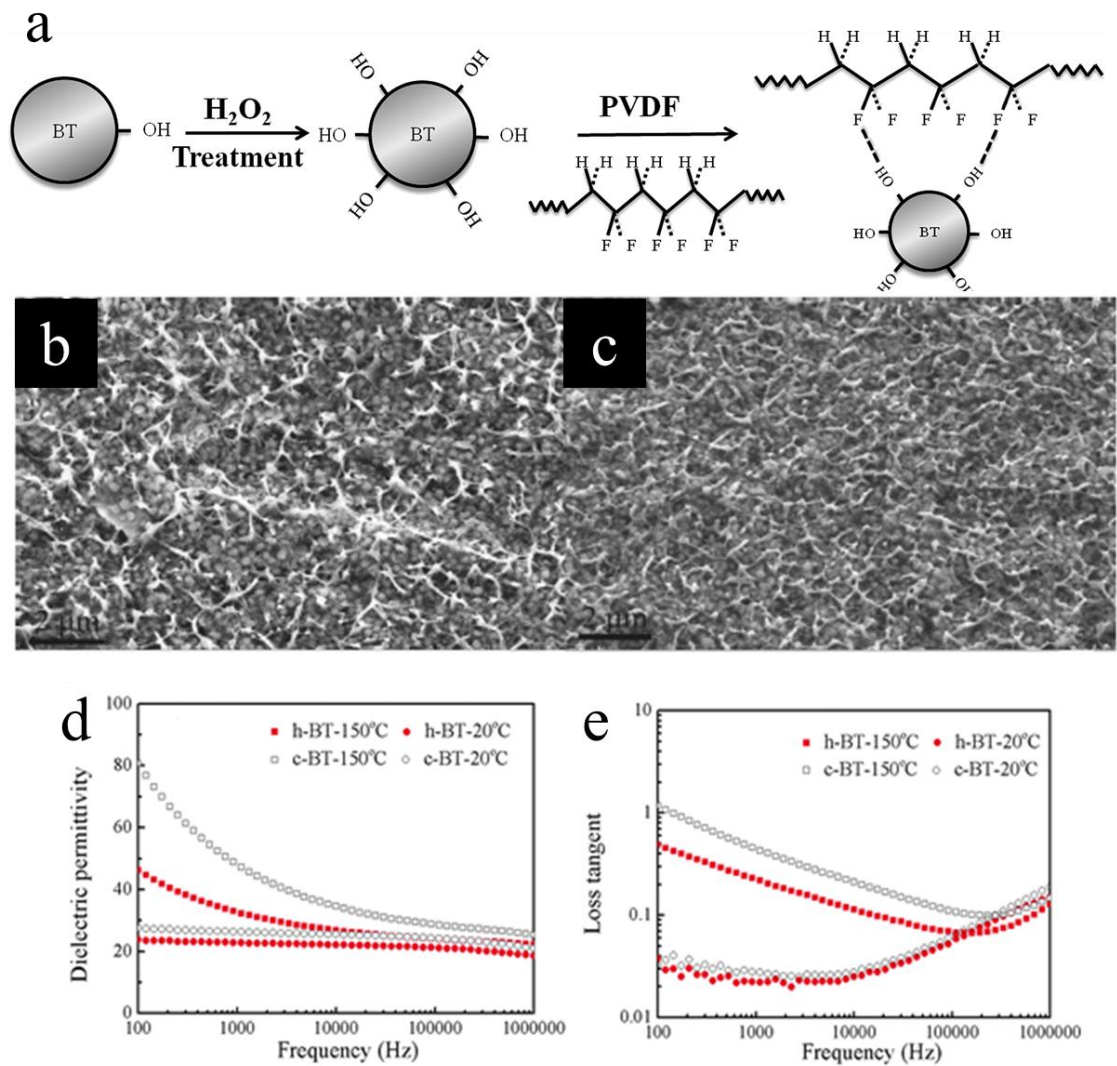 a
BT
OH
H₂O₂
Treatment
HO
OH
HO
BT
OH
HO
OH
PVDF
H H H H H H
F F F F F F
H H H H H H
F F F F F F
HO
OH
HO
BT
OH
HO
b
2 μm
c
2 μm
d
100
80
60
40
20
0
Dielectric permittivity
h-BT-150°C
h-BT-20°C
c-BT-150°C
c-BT-20°C
100
1000
10000
100000
1000000
Frequency (Hz)
e
10
1
0.1
0.01
Loss tangent
h-BT-150°C
h-BT-20°C
c-BT-150°C
c-BT-20°C
100
1000
10000
100000
1000000
Frequency (Hz)